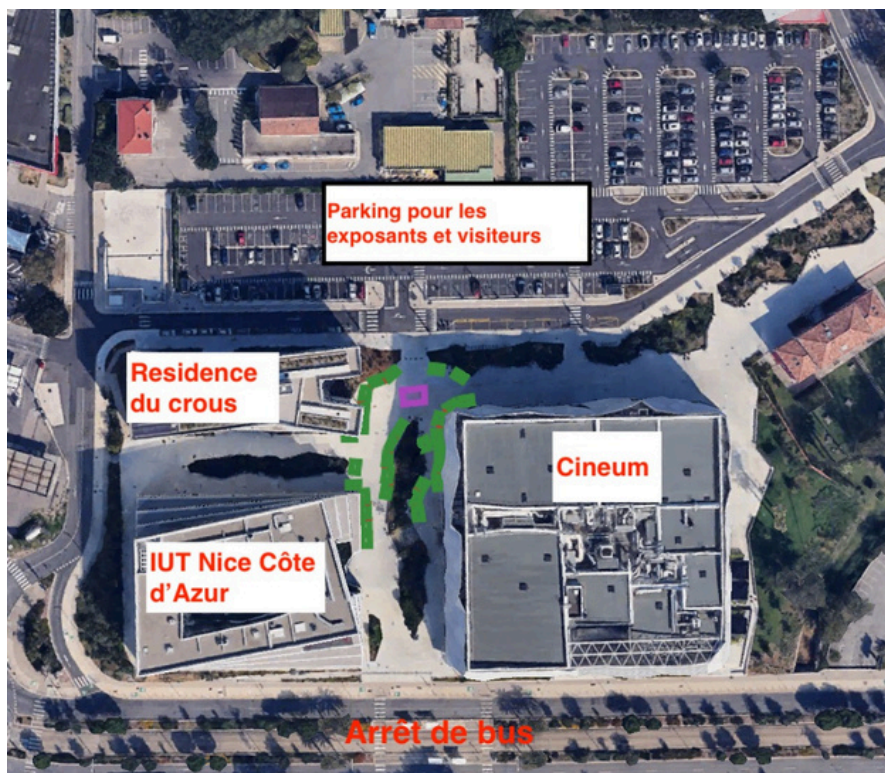 Parking pour les
exposants et visiteurs
Residence
du crous
Cineum
IUT Nice Côte
d'Azur
Arrêt de bus